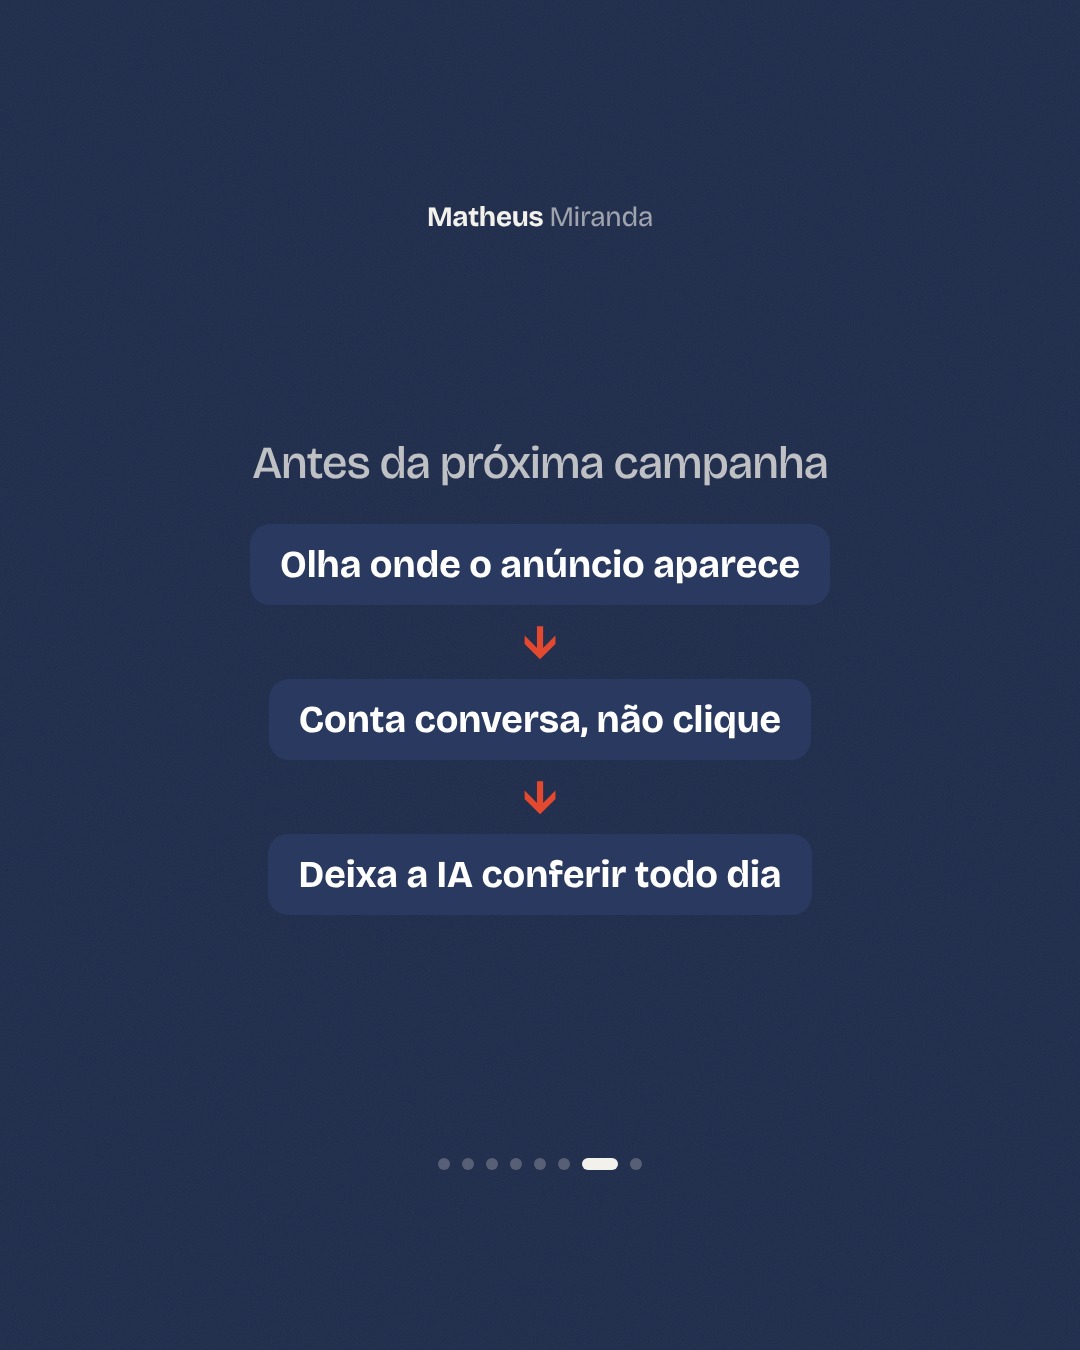 Matheus Miranda
Antes da próxima campanha
Olha onde o anúncio aparece
Conta conversa, não clique
Deixa a IA conferir todo dia